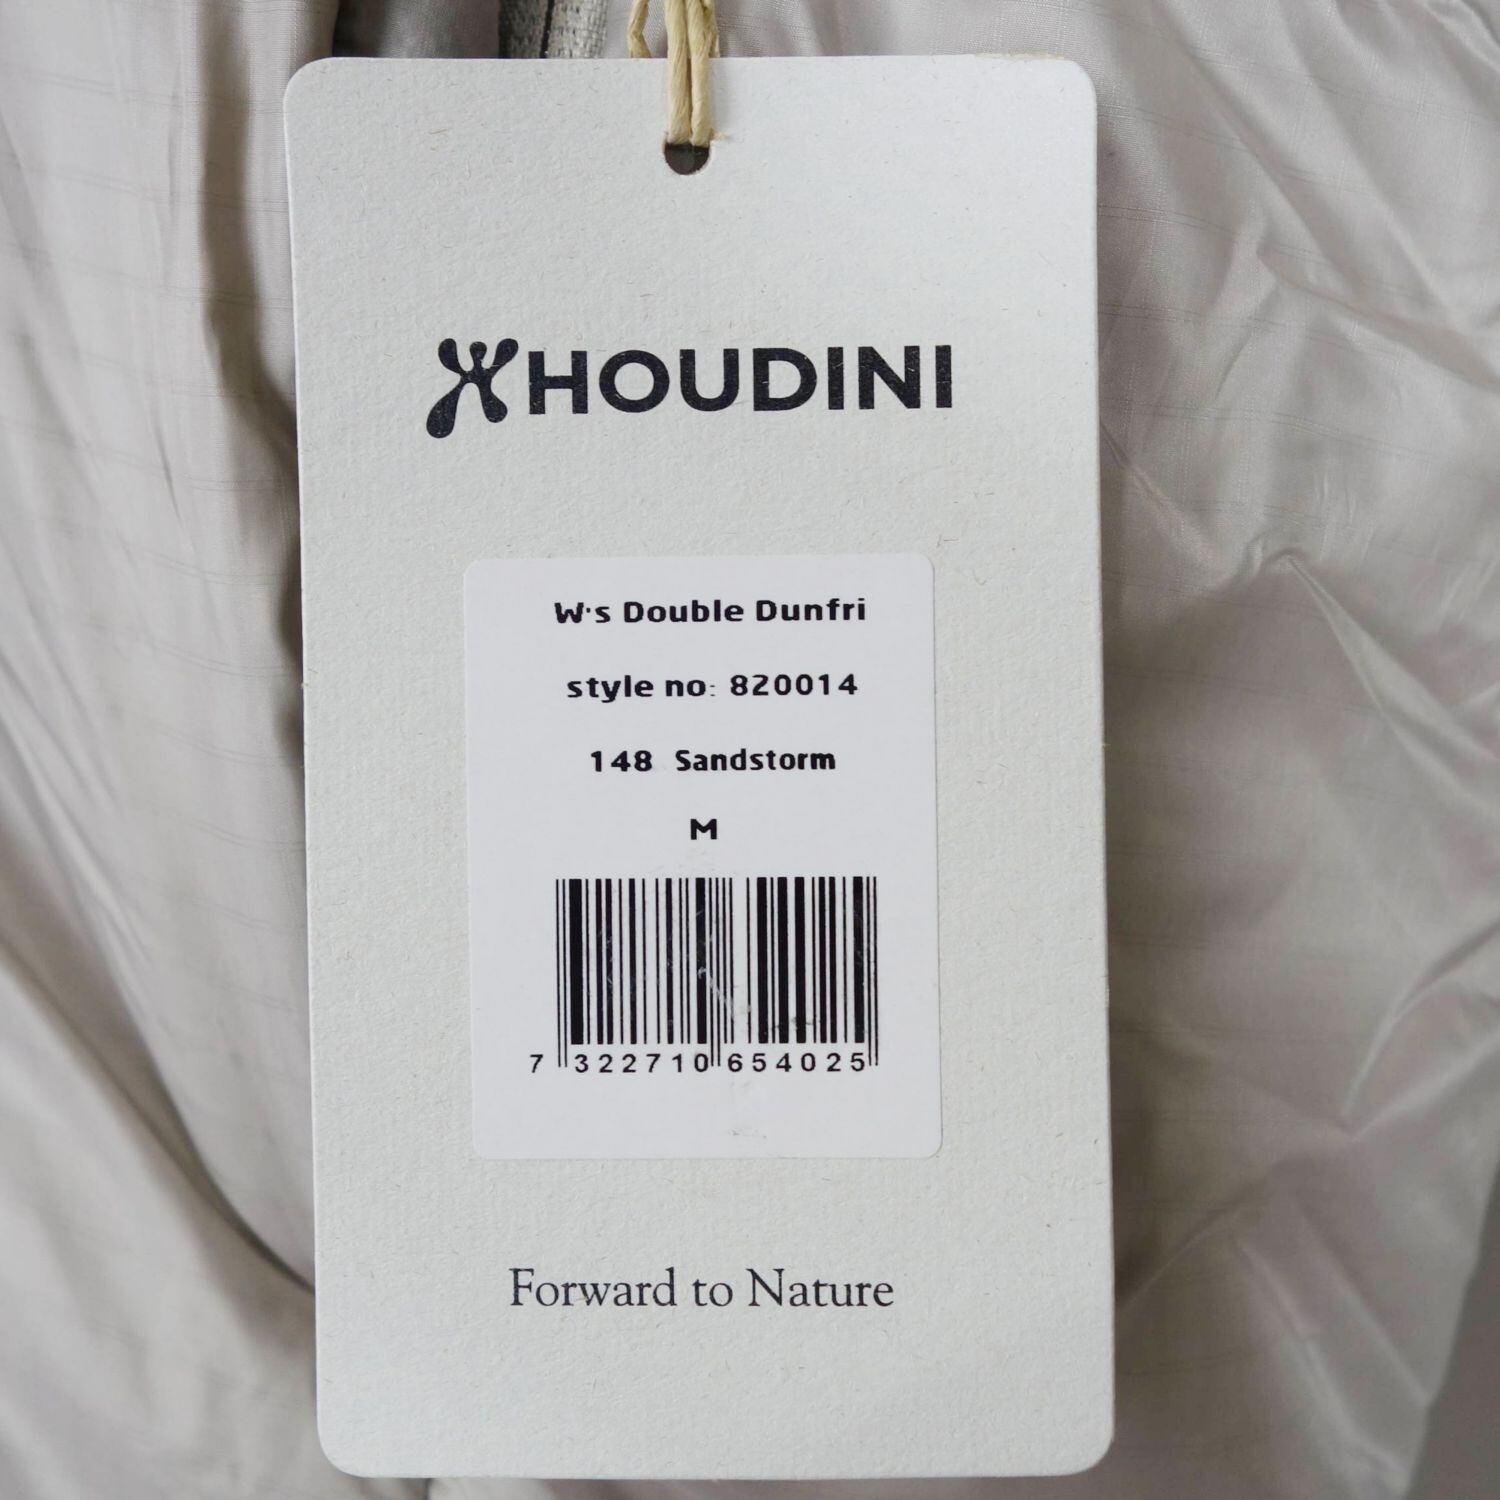 HOUDINI
W's Double Dunfri
style no: 820014
148 Sandstorm
M
7 322710 654025
Forward to Nature